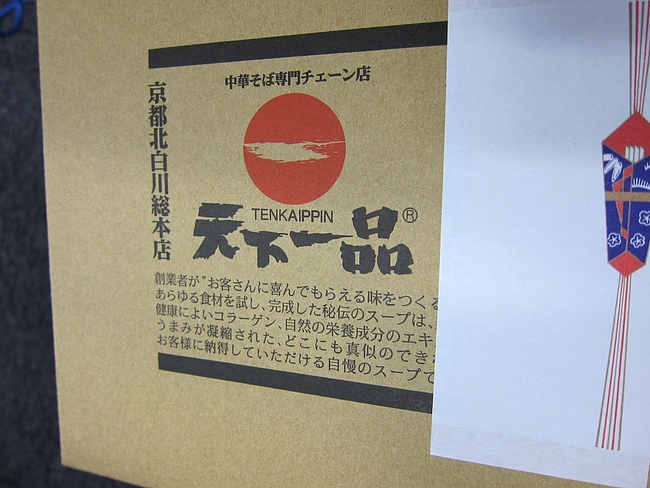 中華そば専門チェーン店
京都北白川総本店
TENKAIPPIN
天下一品®
創業者が"お客さんに喜んでもらえる味をつくる
あらゆる食材を試し、完成した秘伝のスープは、
健康によいコラーゲン、自然の栄養成分のエキ
うまみが凝縮された、どこにも真似のでき
お客様に納得していただける自慢のスープで